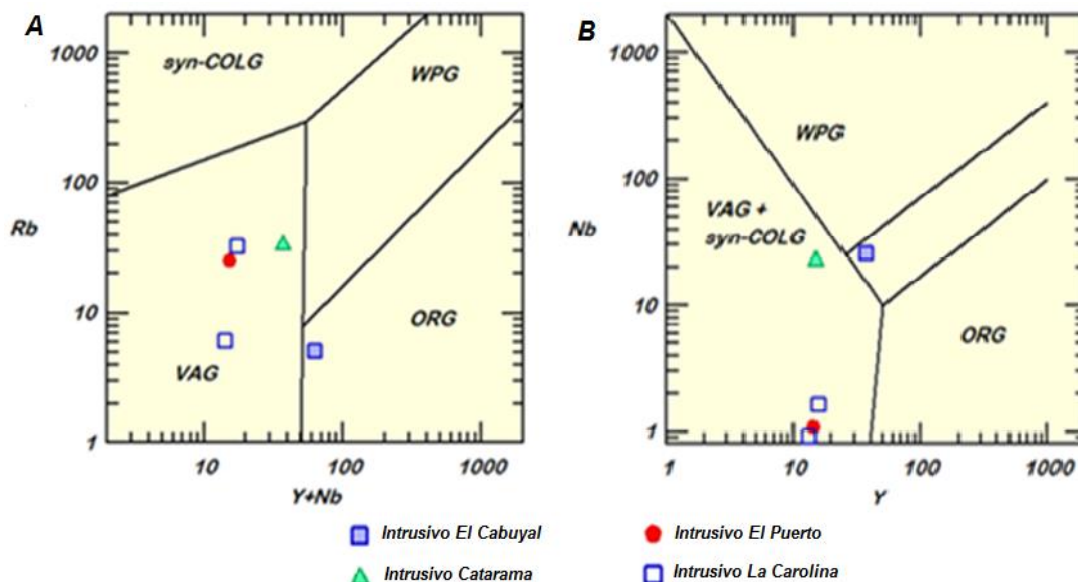 A
1000
100
10
1
Rb
syn-COLG
WPG
ORG
VAG
10
100
1000
Y+Nb
B
1000
100
10
1
Nb
WPG
VAG +
syn-COLG
ORG
1
10
100
1000
Y
Intrusivo El Cabuyal
Intrusivo El Puerto
Intrusivo Catarama
Intrusivo La Carolina